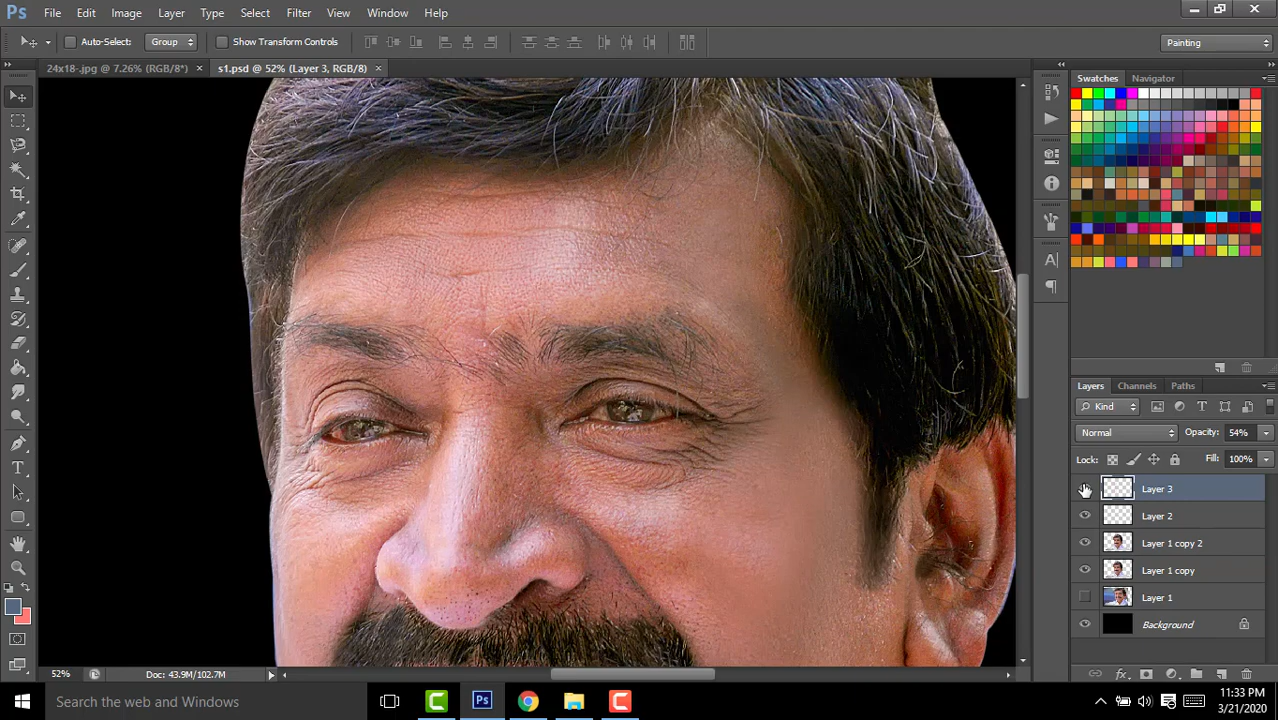 Ps File Edit Image Layer Type Select Filter 3D View Window Help
Auto-Select: Group Show Transform Controls Painting
24x18-.jpg @ 7.26% (RGB/8*) × s1.psd @ 52% (Layer 3, RGB/8) ×
Swatches Navigator
Layers Channels Paths
Kind
Normal Opacity: 54%
Lock: Fill: 100%
Layer 3
Layer 2
Layer 1 copy 2
Layer 1 copy
Layer 1
Background
52% Doc: 43.9M/102.7M
Search the web and Windows
11:33 PM
3/21/2020